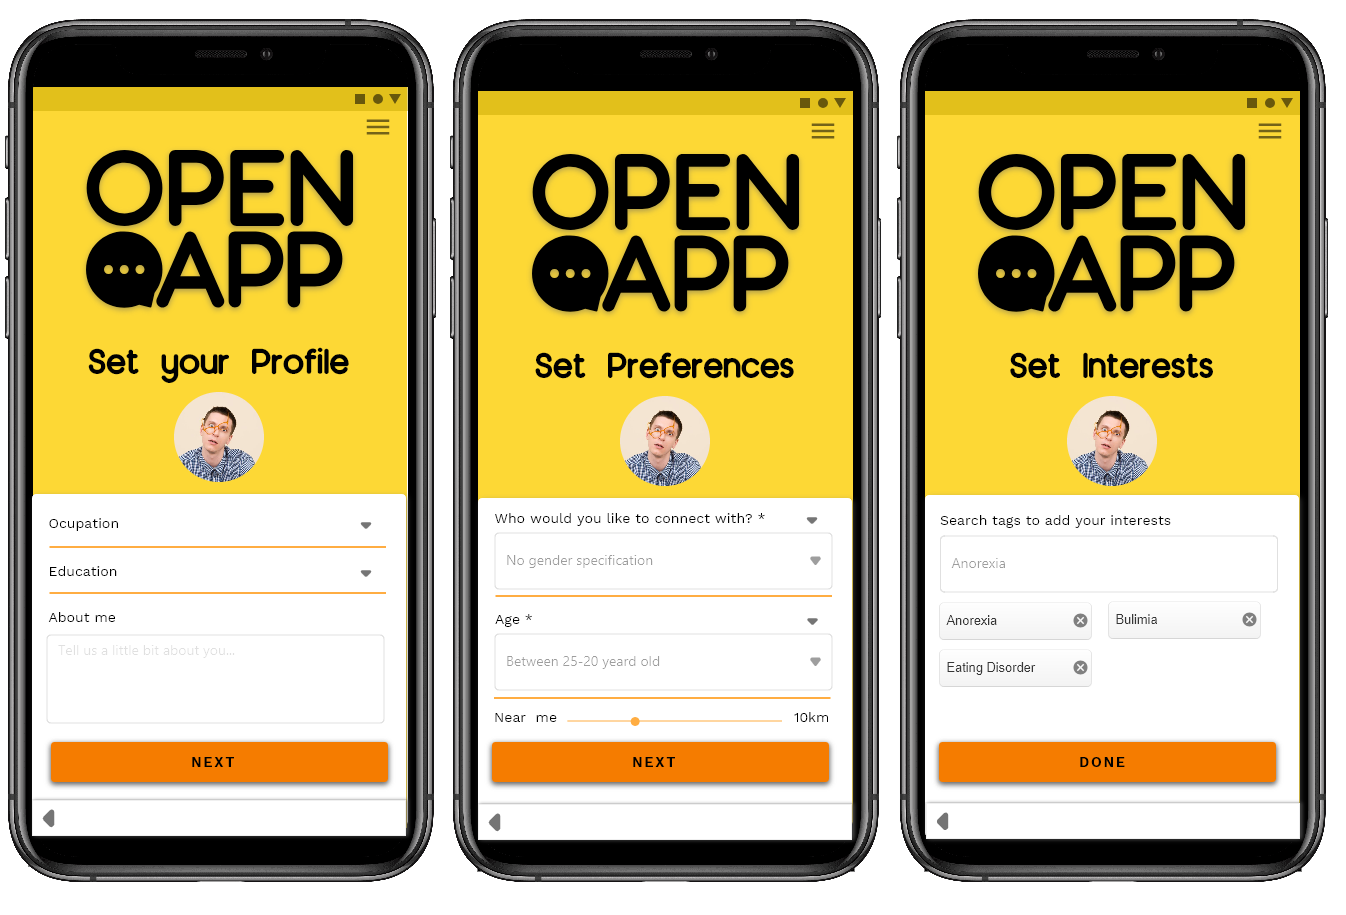 OPEN
APP
Set your Profile
Ocupation
Education
About me
Tell us a little bit about you...
NEXT
OPEN
APP
Set Preferences
Who would you like to connect with? *
No gender specification
Age *
Between 25-20 yeard old
Near me 10km
NEXT
OPEN
APP
Set Interests
Search tags to add your interests
Anorexia
Anorexia
Bulimia
Eating Disorder
DONE